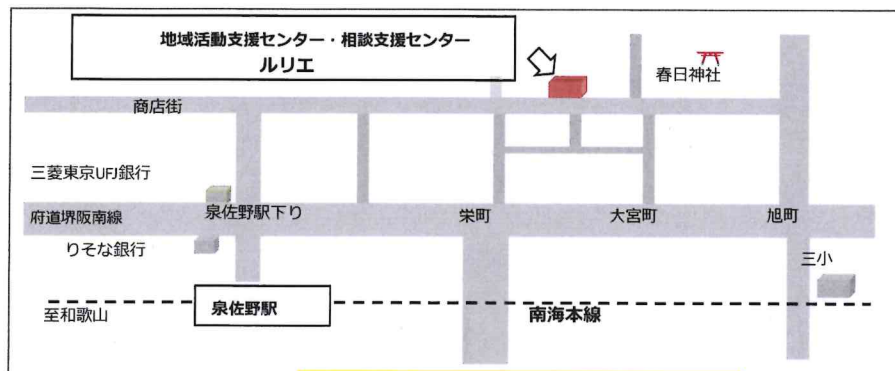 地域活動支援センター・相談支援センター
ルリエ
春日神社
商店街
三菱東京UFJ銀行
泉佐野駅下り
栄町
大宮町
旭町
府道堺阪南線
りそな銀行
三小
泉佐野駅
南海本線
至和歌山